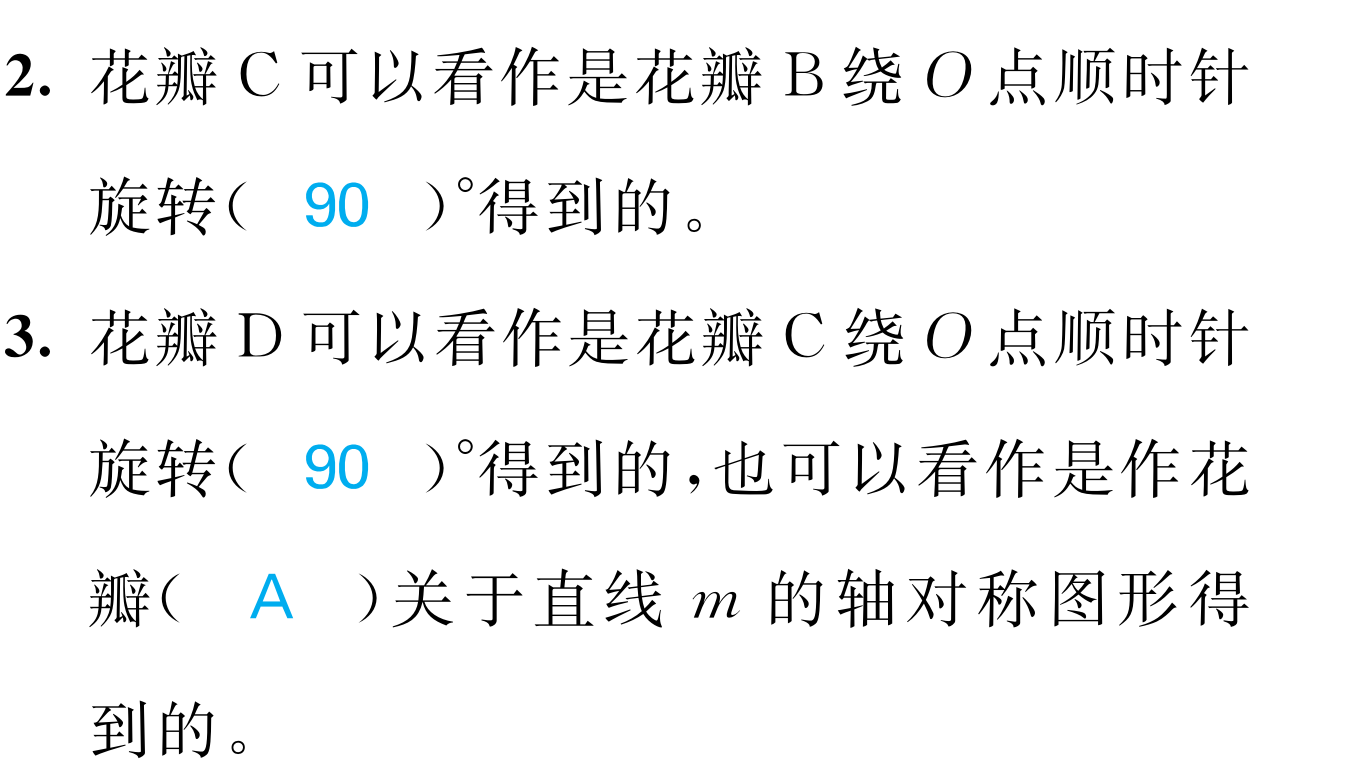 2. 花瓣 C 可以看作是花瓣 B 绕 O 点顺时针
旋转( 90 )°得到的。
3. 花瓣 D 可以看作是花瓣 C 绕 O 点顺时针
旋转( 90 )°得到的,也可以看作是作花
瓣( A )关于直线 m 的轴对称图形得
到的。